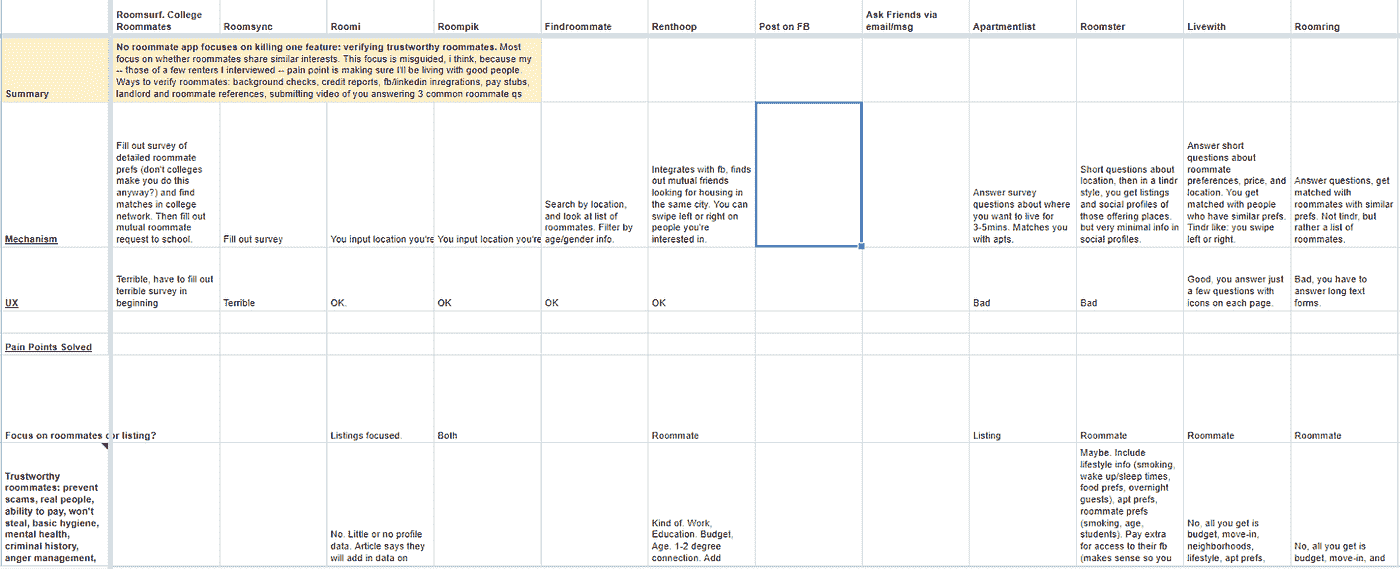 Roomsurf. College
Roommates
Roomsync
Roomi
Roompik
Findroommate
Renthoop
Post on FB
Ask Friends via
email/msg
Apartmentlist
Roomster
Livewith
Roomring
Summary
No roommate app focuses on killing one feature: verifying trustworthy roommates. Most
focus on whether roommates share similar interests. This focus is misguided, i think, because my
-- those of a few renters I interviewed -- pain point is making sure I'll be living with good people.
Ways to verify roommates: background checks, credit reports, fb/linkedin inregrations, pay stubs,
landlord and roommate references, submitting video of you answering 3 common roommate qs
Mechanism
Fill out survey of
detailed roommate
prefs (don't colleges
make you do this
anyway?) and find
matches in college
network. Then fill out
mutual roommate
request to school.
Fill out survey
You input location you're
You input location you're
Search by location,
and look at list of
roommates. Filter by
age/gender info.
Integrates with fb, finds
out mutual friends
looking for housing in
the same city. You can
swipe left or right on
people you're
interested in.
Answer survey
questions about where
you want to live for
3-5mins. Matches you
with apts.
Short questions about
location, then in a tindr
style, you get listings
and social profiles of
those offering places.
but very minimal info in
social profiles.
Answer short
questions about
roommate
preferences, price, and
location. You get
matched with people
who have similar prefs.
Tindr like: you swipe
left or right.
Answer questions, get
matched with
roommates with similar
prefs. Not tindr, but
rather a list of
roommates.
UX
Terrible, have to fill out
terrible survey in
beginning
Terrible
OK.
OK
OK
OK
Bad
Bad
Good, you answer just
a few questions with
icons on each page.
Bad, you have to
answer long text
forms.
Pain Points Solved
Focus on roommates or listing?
Listings focused.
Both
Roommate
Listing
Roommate
Roommate
Roommate
Trustworthy
roommates: prevent
scams, real people,
ability to pay, won't
steal, basic hygiene,
mental health,
criminal history,
anger management,
No. Little or no profile
data. Article says they
will add in data on
Kind of. Work,
Education. Budget,
Age. 1-2 degree
connection. Add
Maybe. Include
lifestyle info (smoking,
wake up/sleep times,
food prefs, overnight
guests), apt prefs,
roommate prefs
(smoking, age,
students). Pay extra
for access to their fb
(makes sense so you
No, all you get is
budget, move-in,
neighborhoods,
lifestyle, apt prefs,
No, all you get is
budget, move-in, and